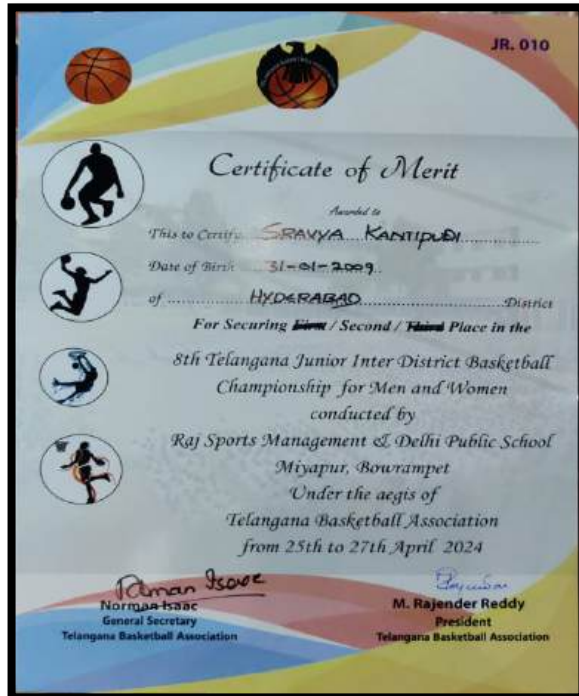 JR. 010
Certificate of Merit
Awarded to
This to Certify SRAVYA KANTIPUDI
Date of Birth 31-01-2009
of HYDERABAD District
For Securing First / Second / Third Place in the
8th Telangana Junior Inter District Basketball
Championship for Men and Women
conducted by
Raj Sports Management & Delhi Public School
Miyapur, Bowrampet
Under the aegis of
Telangana Basketball Association
from 25th to 27th April 2024
Norman Isaac
Norman Isaac
General Secretary
Telangana Basketball Association
M. Rajender Reddy
President
Telangana Basketball Association